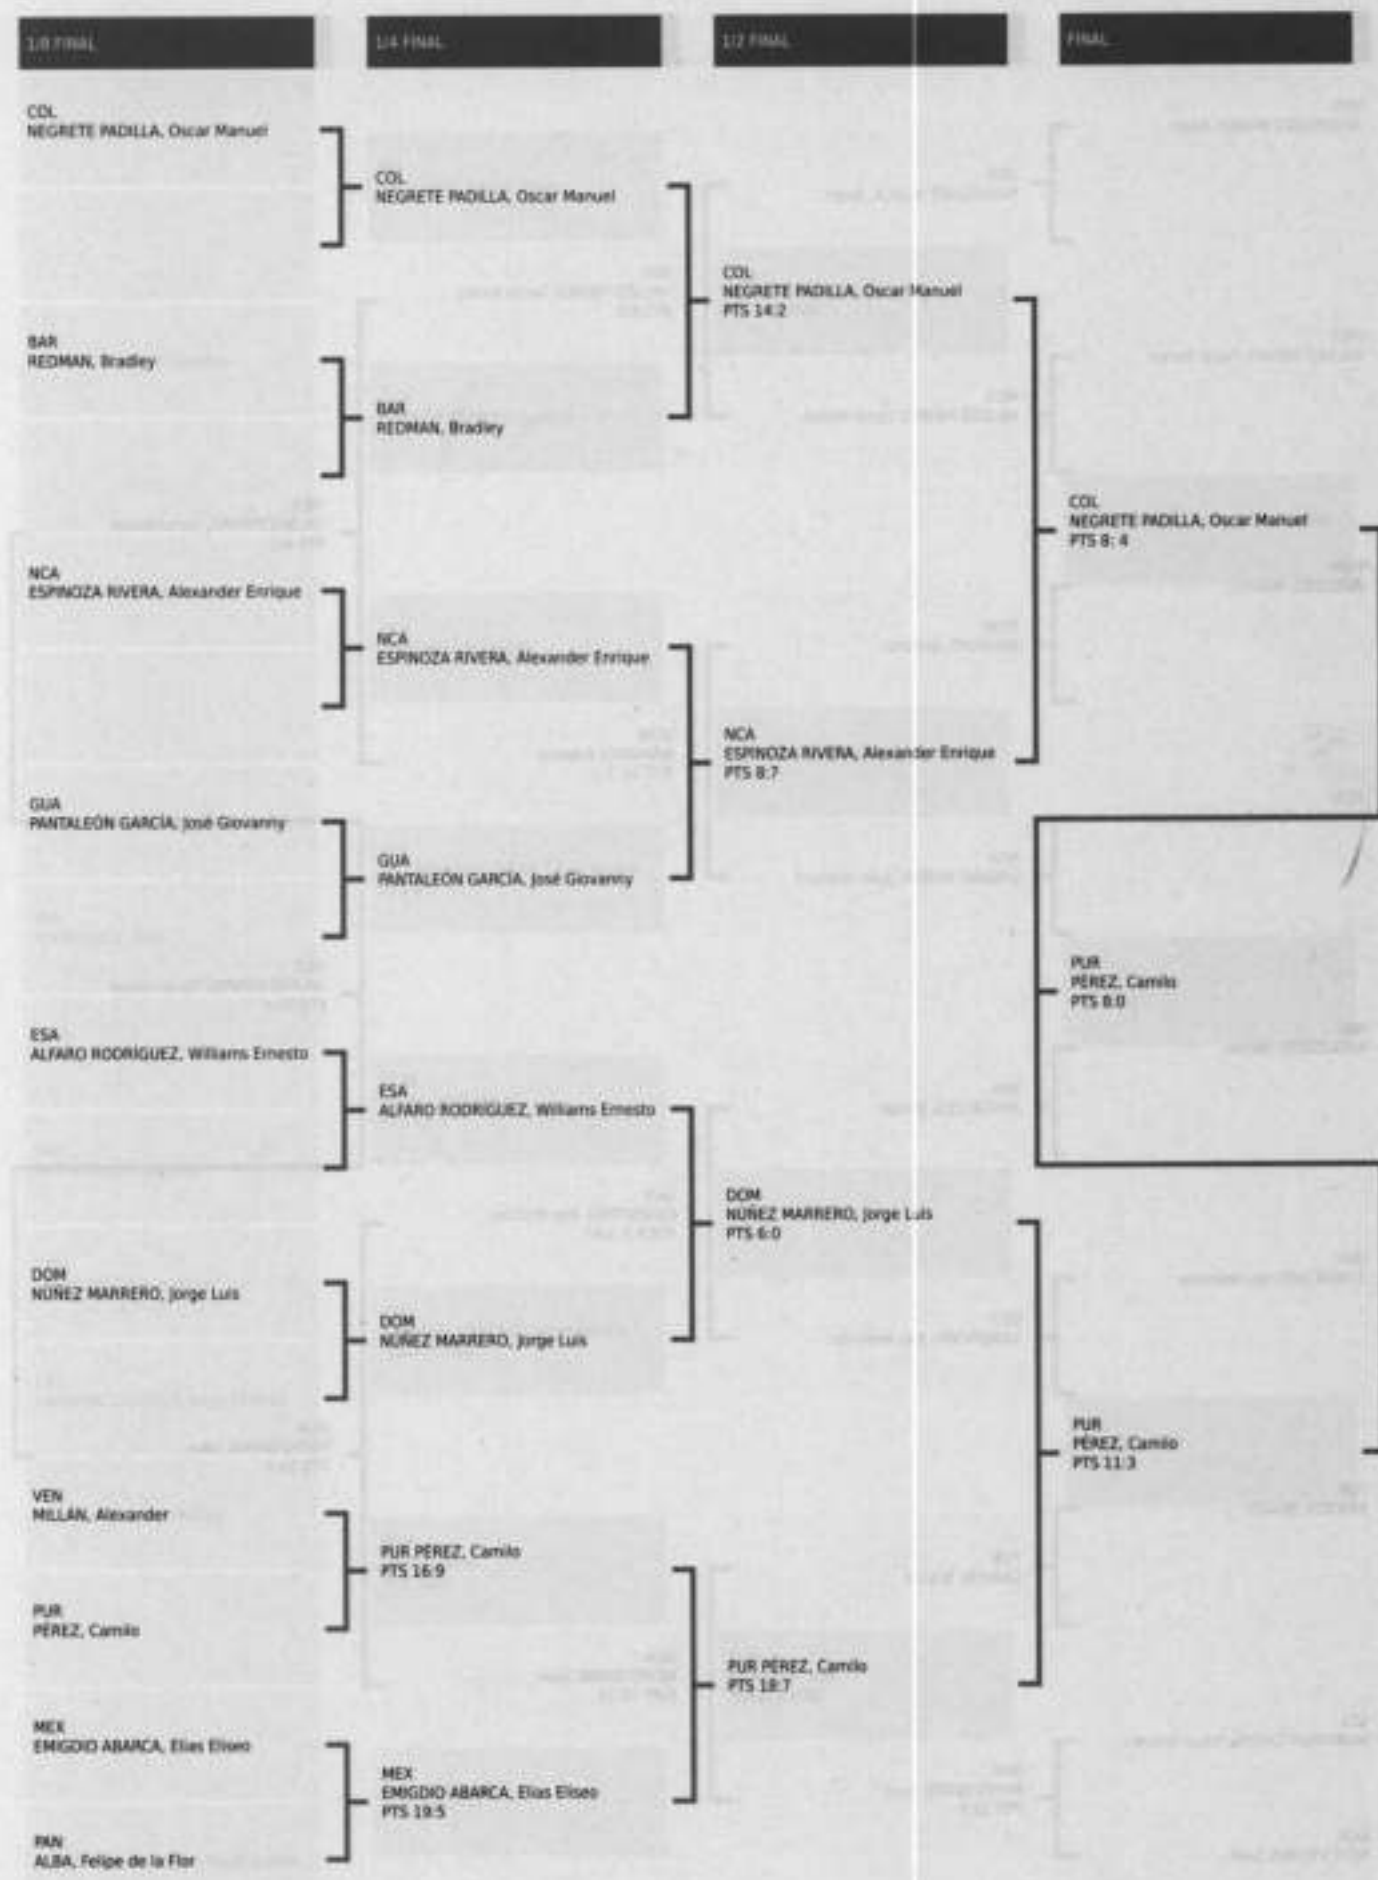 1/8 FINAL
COL
NEGRETE PADILLA, Oscar Manuel
BAR
REDMAN, Bradley
NCA
ESPINOZA RIVERA, Alexander Enrique
GUA
PANTALEÓN GARCÍA, José Giovanny
ESA
ALFARO RODRÍGUEZ, Williams Ernesto
DOM
NÚÑEZ MARRERO, Jorge Luis
VEN
MILLÁN, Alexander
PUR
PÉREZ, Camilo
MEX
EMIGDIO ABARCA, Elias Eliseo
PAN
ALBA, Felipe de la Flor
1/4 FINAL
COL
NEGRETE PADILLA, Oscar Manuel
BAR
REDMAN, Bradley
NCA
ESPINOZA RIVERA, Alexander Enrique
GUA
PANTALEÓN GARCÍA, José Giovanny
ESA
ALFARO RODRÍGUEZ, Williams Ernesto
DOM
NÚÑEZ MARRERO, Jorge Luis
PUR PÉREZ, Camilo
PTS 16:9
MEX
EMIGDIO ABARCA, Elias Eliseo
PTS 19:5
1/2 FINAL
COL
NEGRETE PADILLA, Oscar Manuel
PTS 14:2
NCA
ESPINOZA RIVERA, Alexander Enrique
PTS 8:7
DOM
NÚÑEZ MARRERO, Jorge Luis
PTS 6:0
PUR PÉREZ, Camilo
PTS 18:7
FINAL
COL
NEGRETE PADILLA, Oscar Manuel
PTS 8: 4
PUR
PÉREZ, Camilo
PTS 8:0
PUR
PÉREZ, Camilo
PTS 11:3